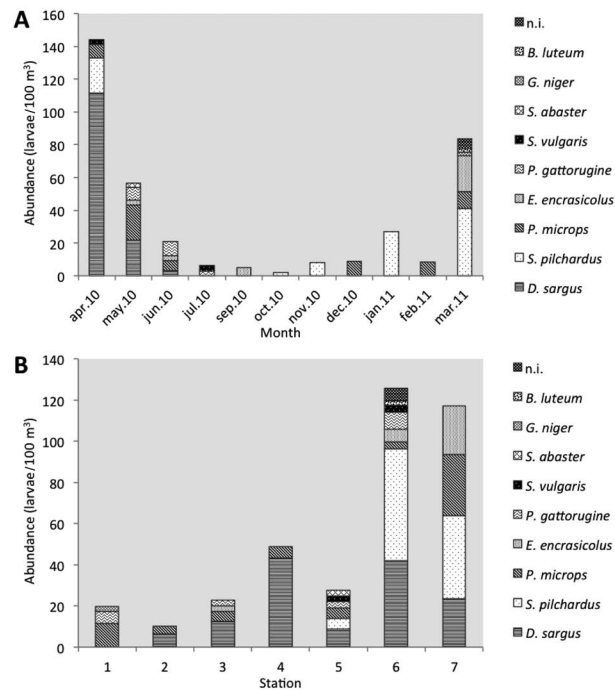 A
Abundance (larvae/100 m³)
160
140
120
100
80
60
40
20
0
apr.10
may.10
jun.10
jul.10
sep.10
oct.10
nov.10
dec.10
jan.11
feb.11
mar.11
Month
n.i.
B. luteum
G. niger
S. abaster
S. vulgaris
P. gattorugine
E. encrasicolus
P. microps
S. pilchardus
D. sargus
B
Abundance (larvae/100 m³)
140
120
100
80
60
40
20
0
1 2 3 4 5 6 7
Station
n.i.
B. luteum
G. niger
S. abaster
S. vulgaris
P. gattorugine
E. encrasicolus
P. microps
S. pilchardus
D. sargus